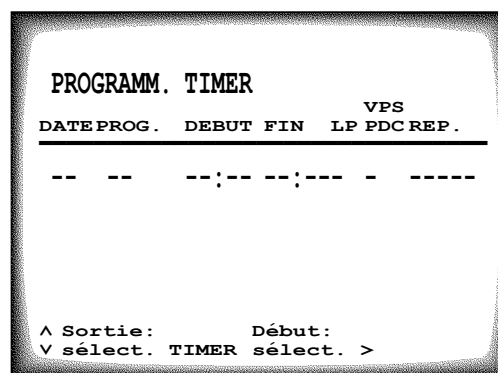 PROGRAMM. TIMER
VPS
DATE PROG. DEBUT FIN LP PDC REP.
-- -- --:-- --:--- - -----
^ Sortie: Début:
v sélect. TIMER sélect. >